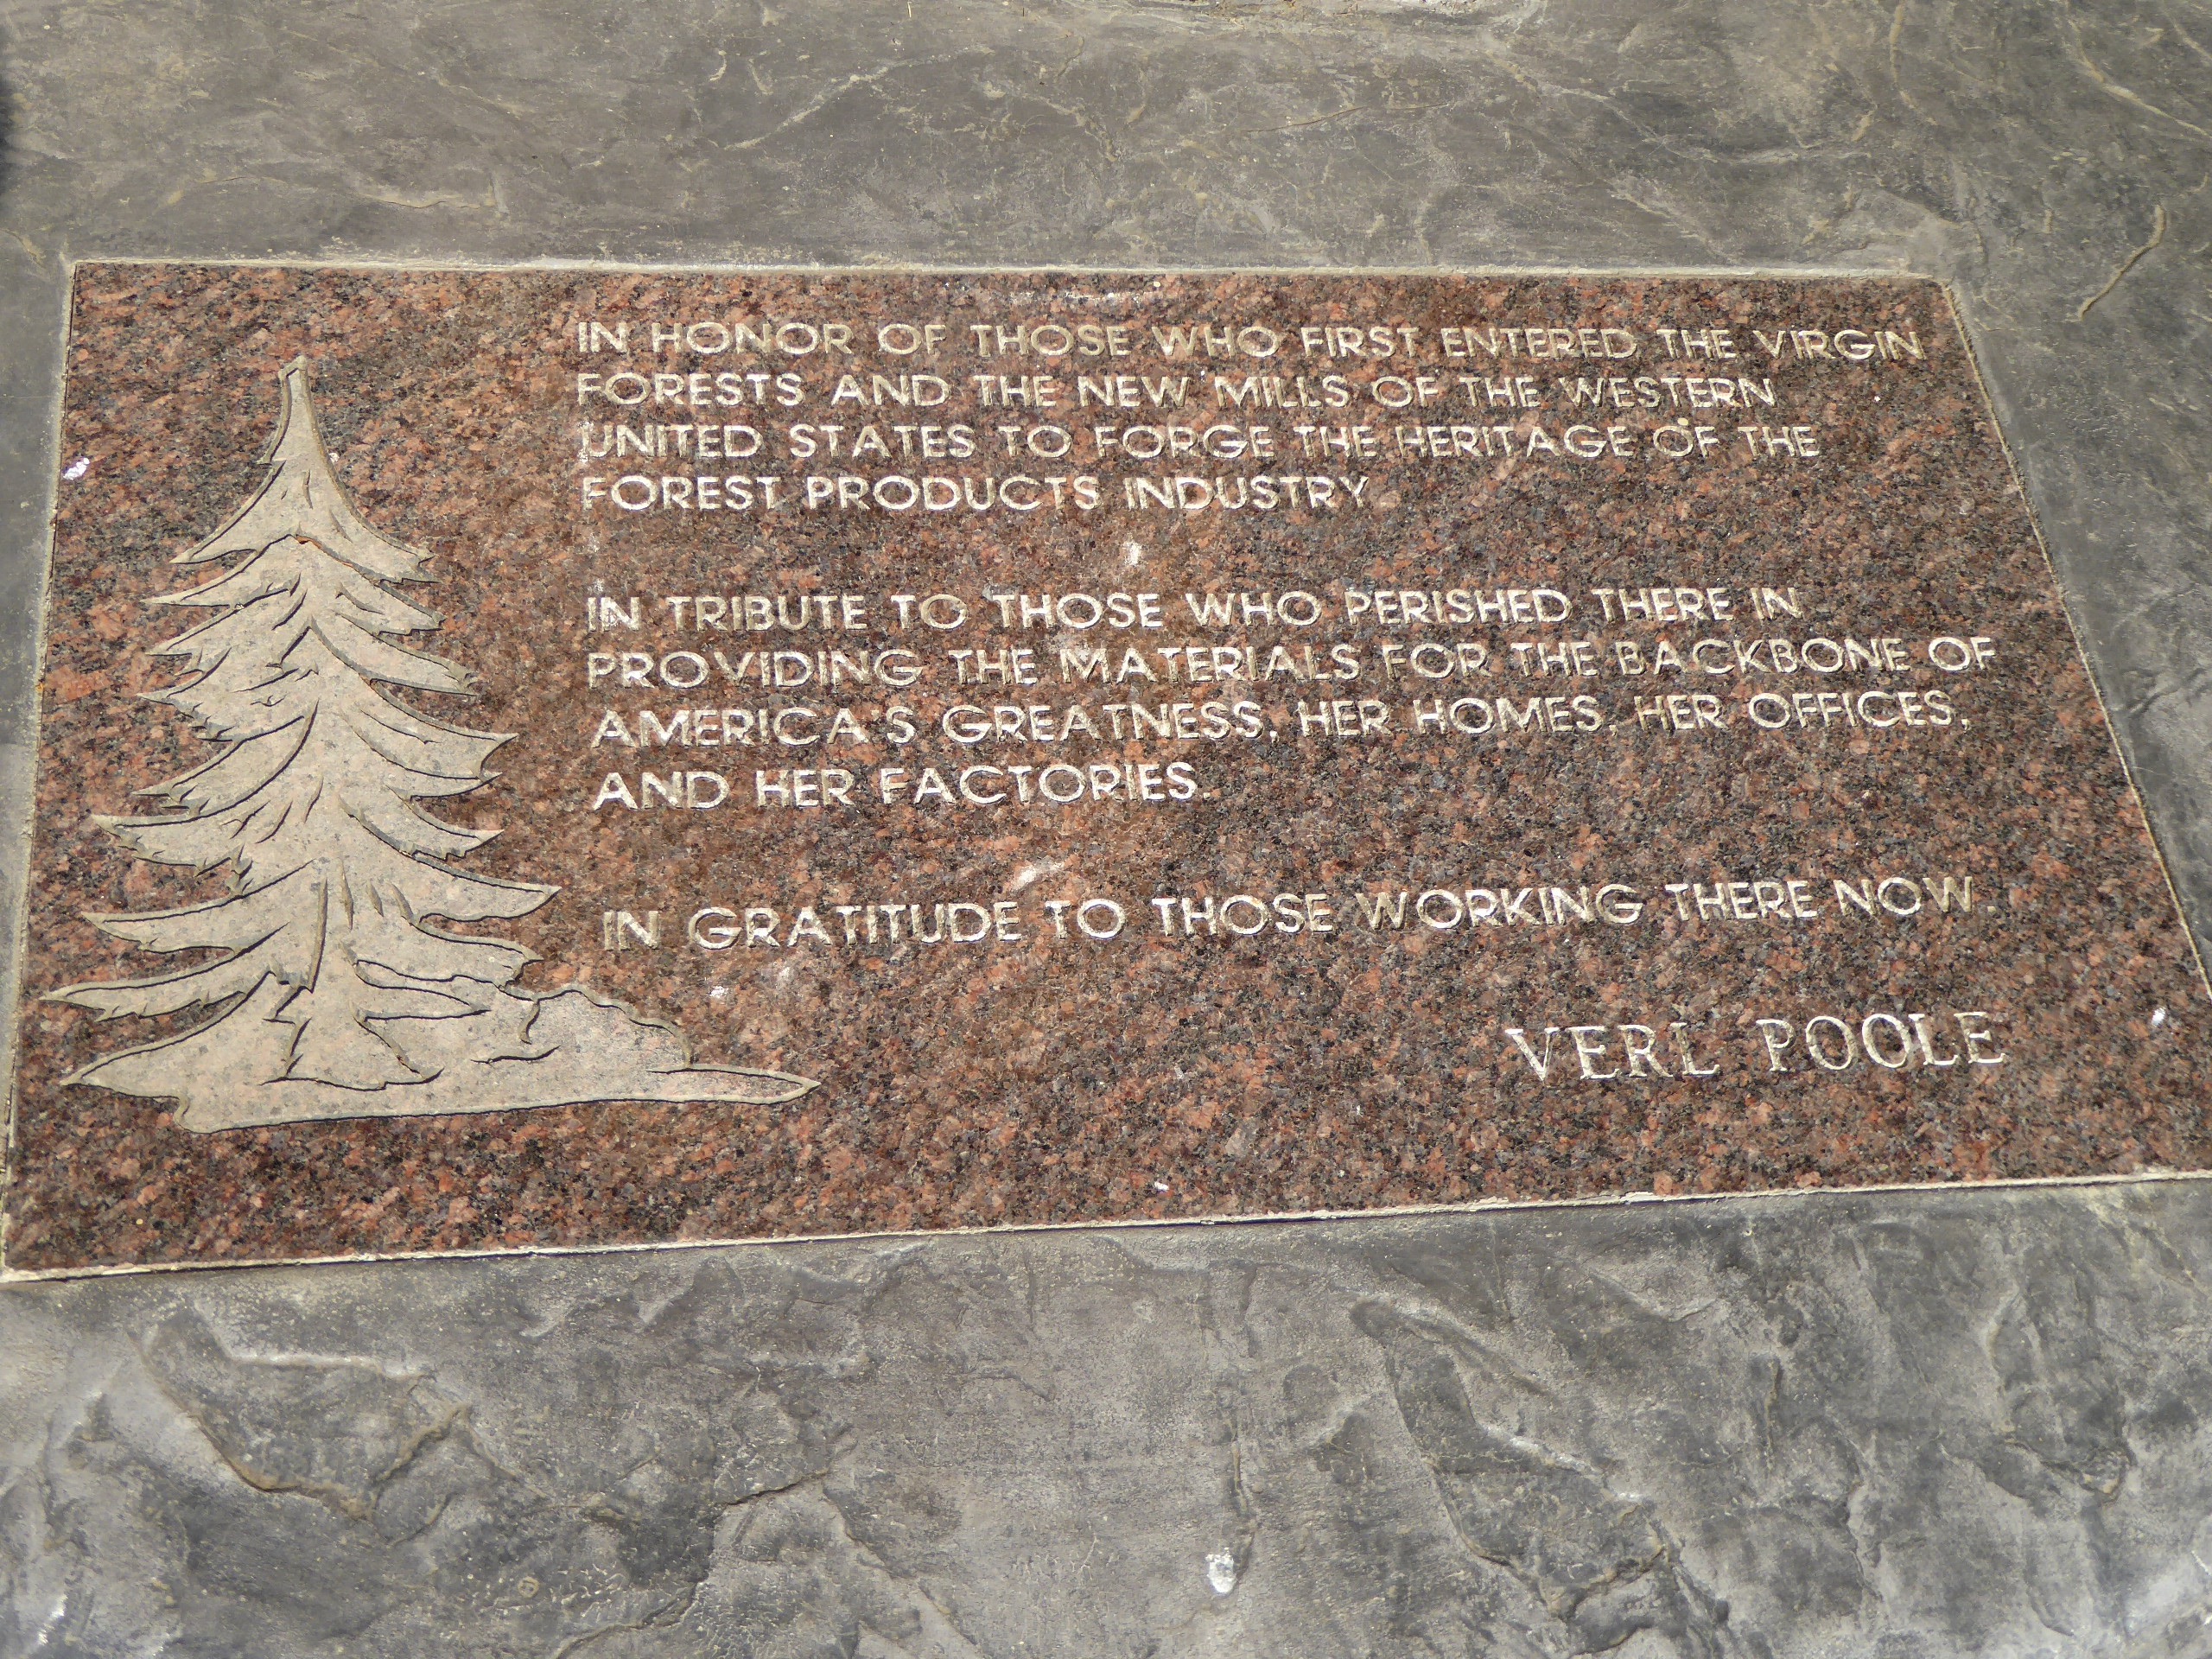 IN HONOR OF THOSE WHO FIRST ENTERED THE VIRGIN
FORESTS AND THE NEW MILLS OF THE WESTERN
UNITED STATES TO FORGE THE HERITAGE OF THE
FOREST PRODUCTS INDUSTRY
IN TRIBUTE TO THOSE WHO PERISHED THERE IN
PROVIDING THE MATERIALS FOR THE BACKBONE OF
AMERICA'S GREATNESS, HER HOMES, HER OFFICES,
AND HER FACTORIES.
IN GRATITUDE TO THOSE WORKING THERE NOW.
VERL POOLE